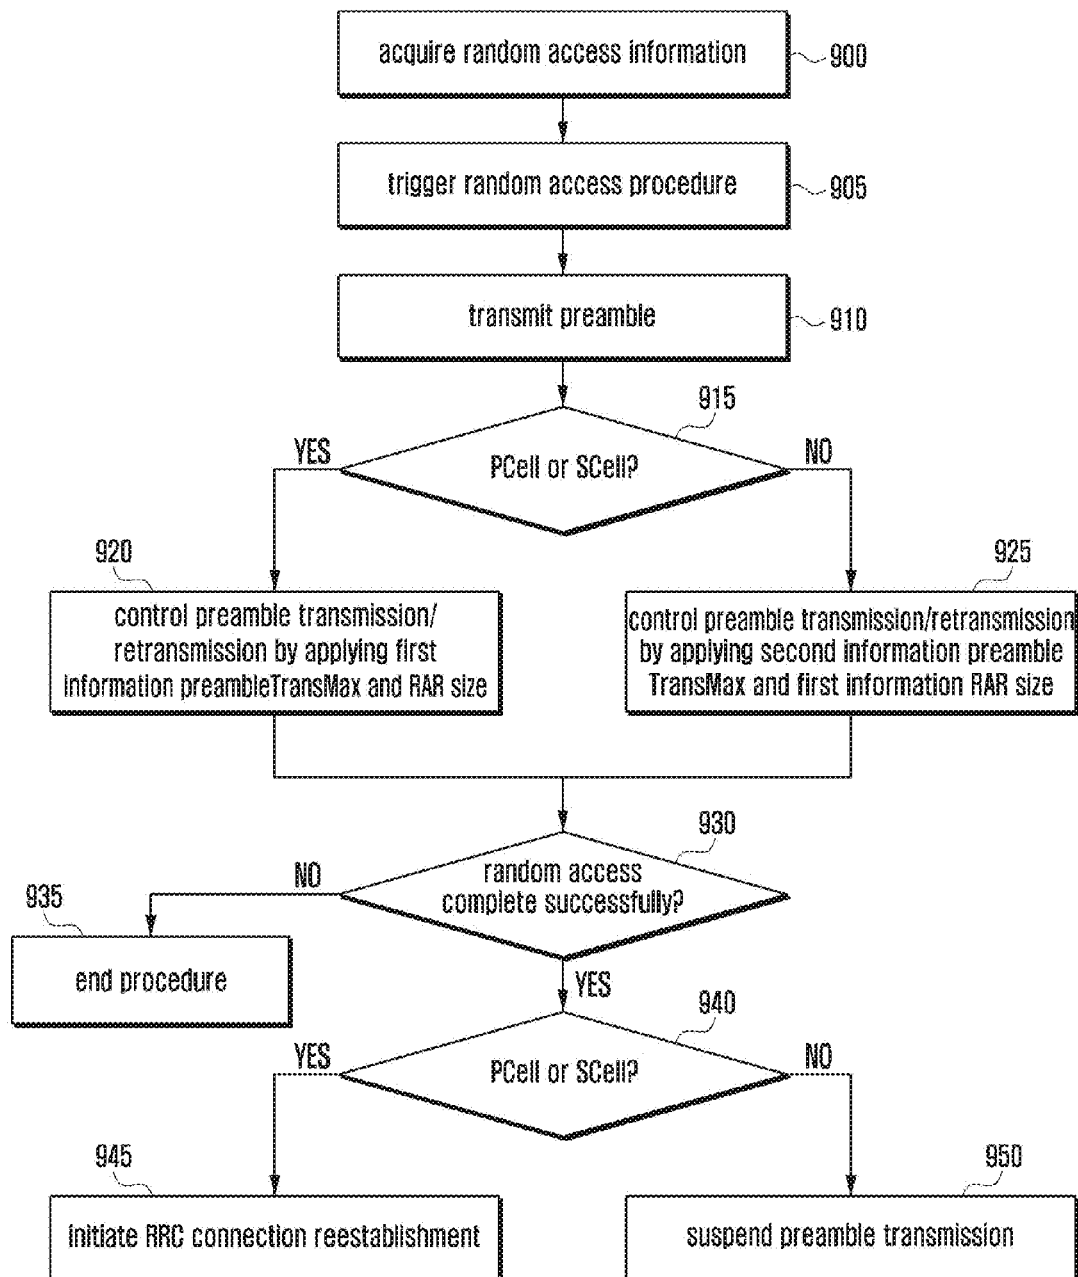 acquire random access information
900
trigger random access procedure
905
transmit preamble
910
915
YES
PCell or SCell?
NO
920
control preamble transmission/
retransmission by applying first
information preambleTransMax and RAR size
925
control preamble transmission/retransmission
by applying second information preamble
TransMax and first information RAR size
930
random access
complete successfully?
NO
935
end procedure
YES
940
YES
PCell or SCell?
NO
945
initiate RRC connection reestablishment
950
suspend preamble transmission